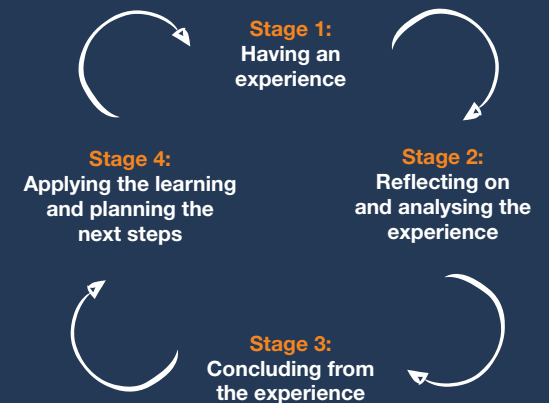 Stage 1:
Having an
experience
Stage 2:
Reflecting on
and analysing the
experience
Stage 3:
Concluding from
the experience
Stage 4:
Applying the learning
and planning the
next steps